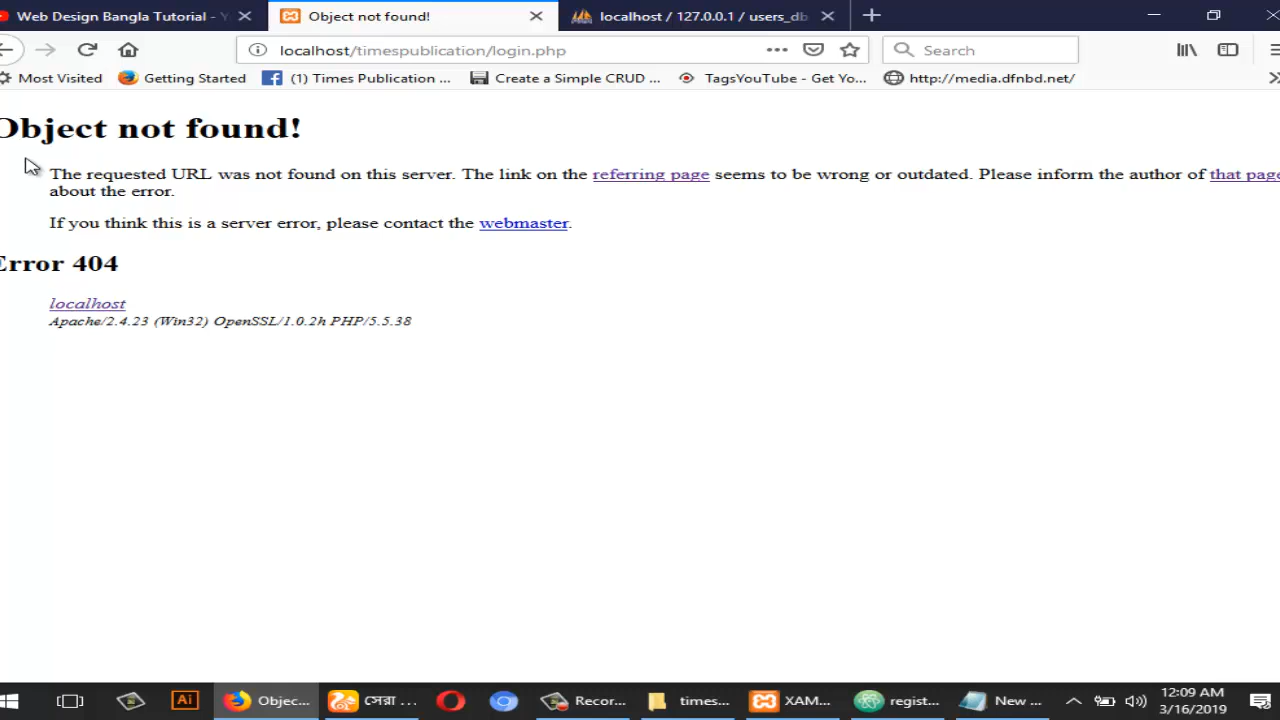 Web Design Bangla Tutorial - Y
Object not found!
localhost / 127.0.0.1 / users_db
localhost/timespublication/login.php
Search
Most Visited
Getting Started
(1) Times Publication ...
Create a Simple CRUD ...
TagsYouTube - Get Yo...
http://media.dfnbd.net/
Object not found!
The requested URL was not found on this server. The link on the referring page seems to be wrong or outdated. Please inform the author of that page
about the error.
If you think this is a server error, please contact the webmaster.
Error 404
localhost
Apache/2.4.23 (Win32) OpenSSL/1.0.2h PHP/5.5.38
Ai
Objec...
সেরা ...
Recor...
times...
XAM...
regist...
New ...
12:09 AM
3/16/2019